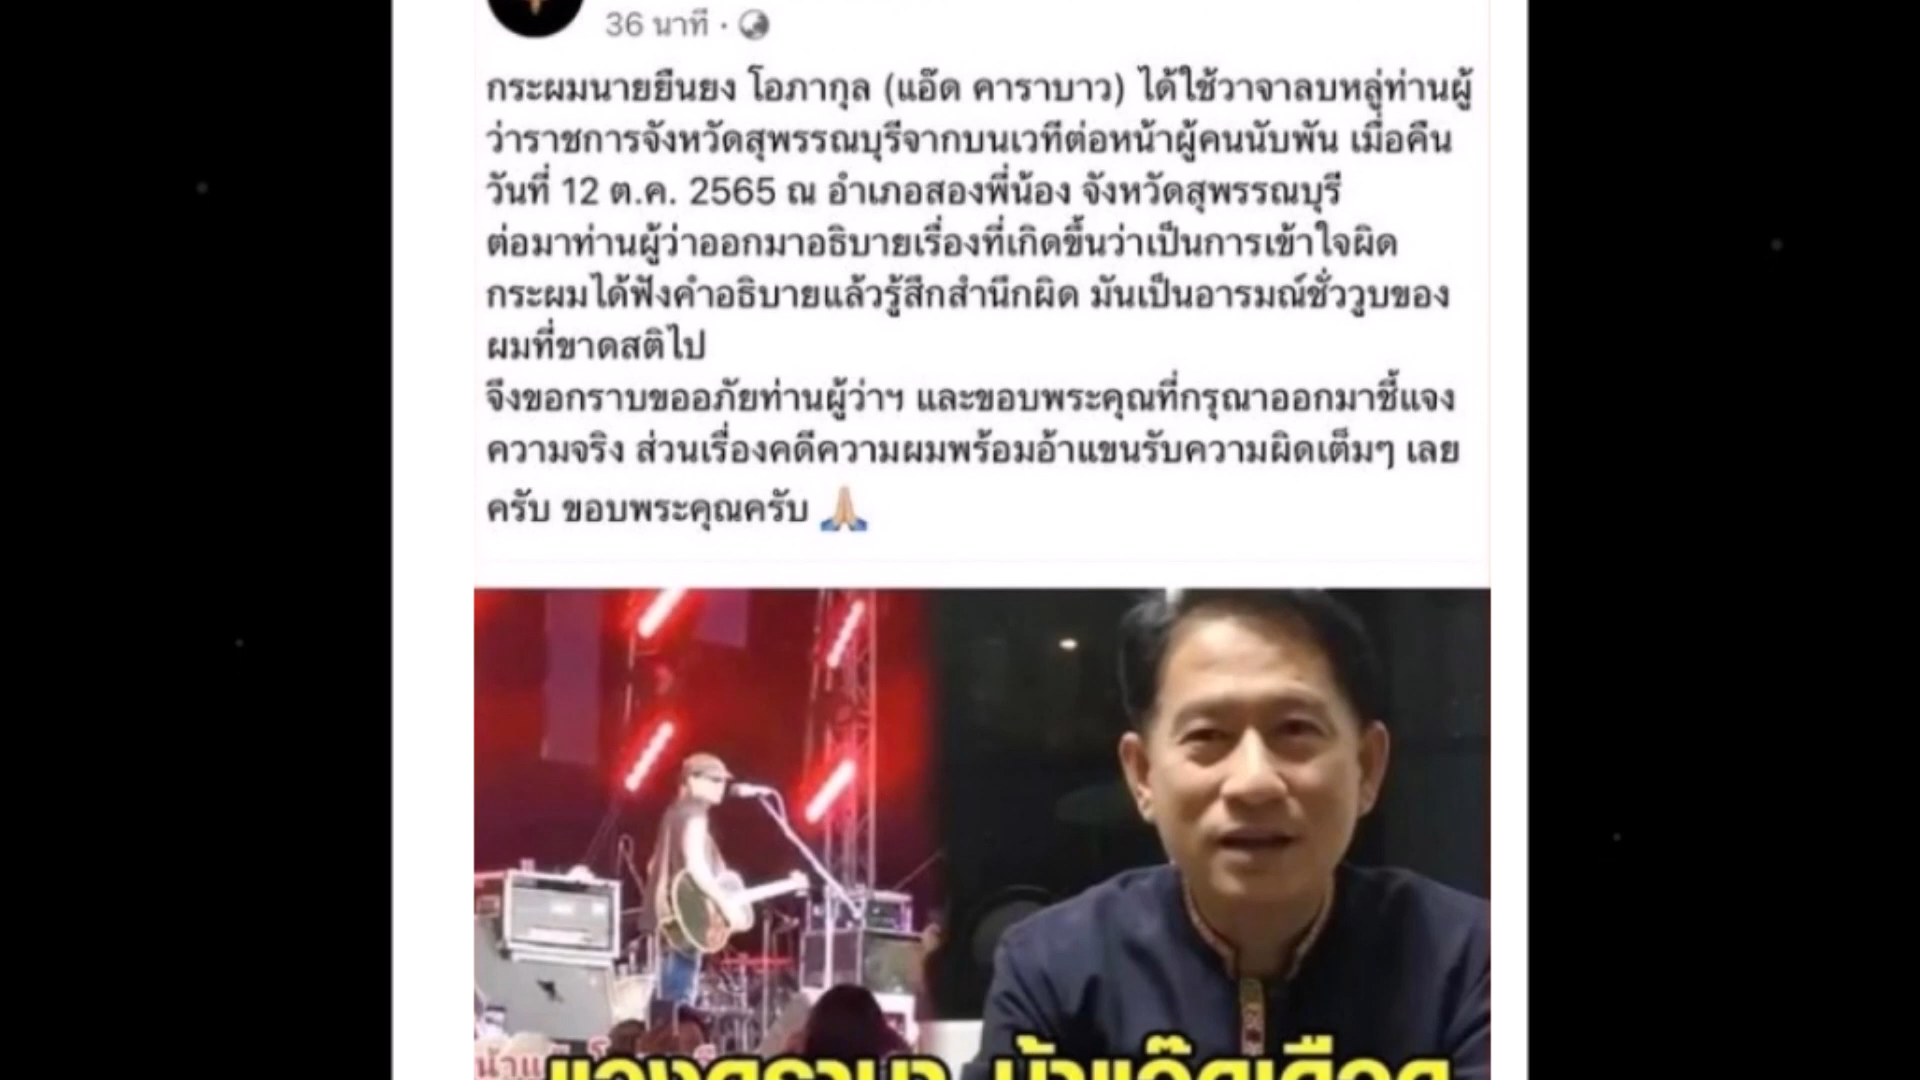 36 นาที ·
กระผมนายยืนยง โอภากุล (แอ๊ด คาราบาว) ได้ใช้วาจาลบหลู่ท่านผู้
ว่าราชการจังหวัดสุพรรณบุรีจากบนเวทีต่อหน้าผู้คนนับพัน เมื่อคืน
วันที่ 12 ต.ค. 2565 ณ อำเภอสองพี่น้อง จังหวัดสุพรรณบุรี
ต่อมาท่านผู้ว่าออกมาอธิบายเรื่องที่เกิดขึ้นว่าเป็นการเข้าใจผิด
กระผมได้ฟังคำอธิบายแล้วรู้สึกสำนึกผิด มันเป็นอารมณ์ชั่ววูบของ
ผมที่ขาดสติไป
จึงขอกราบขออภัยท่านผู้ว่าฯ และขอบพระคุณที่กรุณาออกมาชี้แจง
ความจริง ส่วนเรื่องคดีความผมพร้อมอ้าแขนรับความผิดเต็มๆ เลย
ครับ ขอบพระคุณครับ 🙏
น้าแอ๊ดเดือด